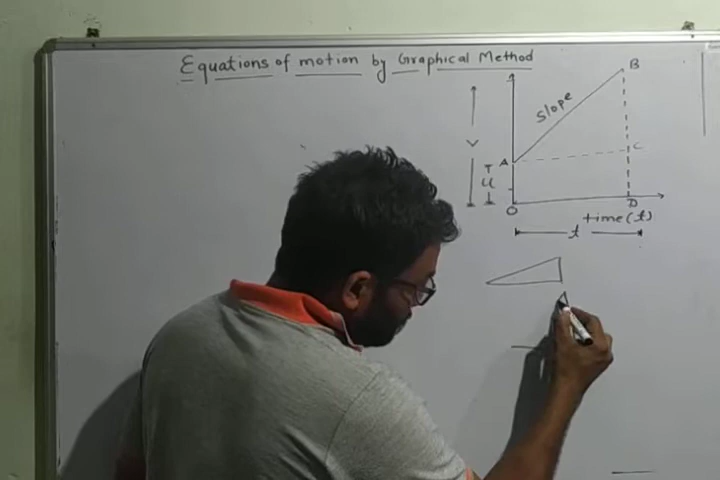 Equations of motion by Graphical Method
B
slope
v
A
C
u
O
D
time(t)
t